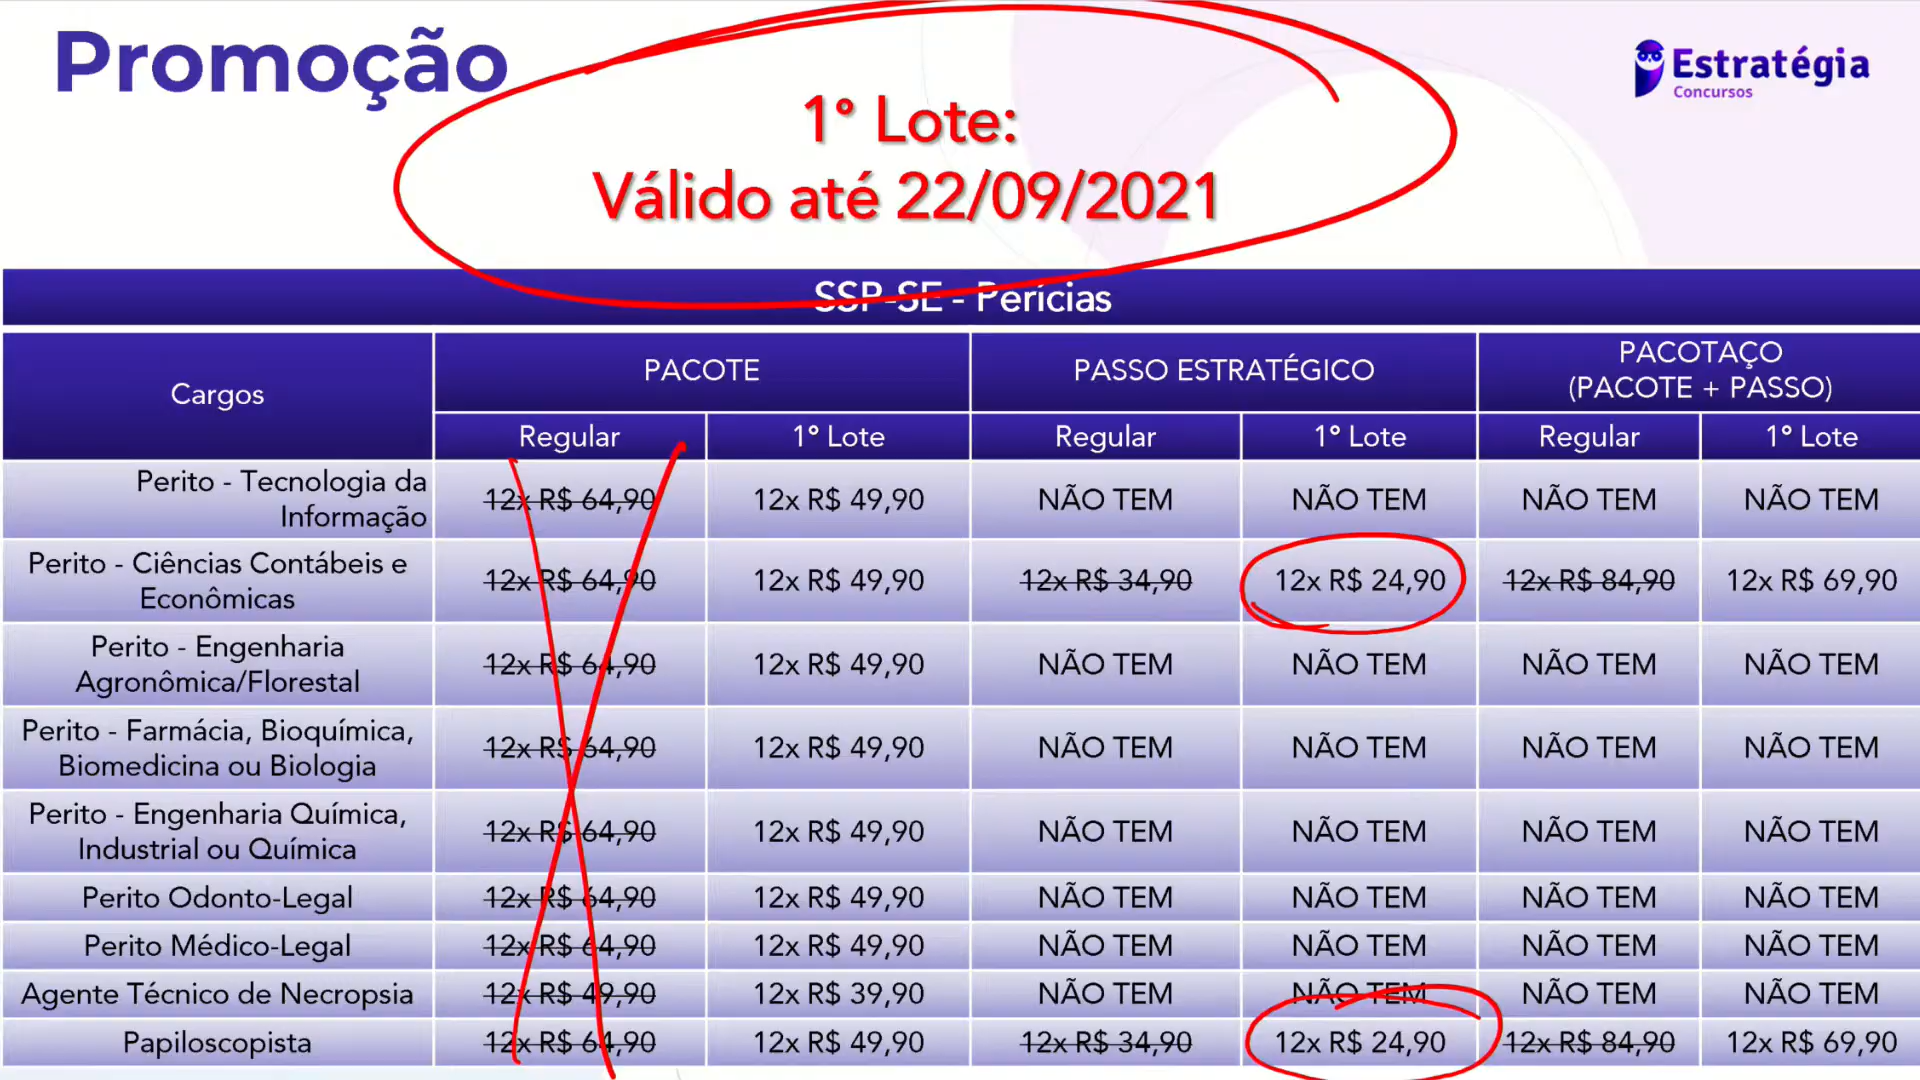 Promoção
Estratégia
Concursos
1° Lote:
Válido até 22/09/2021
SSP-SE - Perícias
Cargos
PACOTE
PASSO ESTRATÉGICO
PACOTAÇO
(PACOTE + PASSO)
Regular 1° Lote Regular 1° Lote Regular 1° Lote
Perito - Tecnologia da
Informação
12x R$ 64,90 12x R$ 49,90 NÃO TEM NÃO TEM NÃO TEM NÃO TEM
Perito - Ciências Contábeis e
Econômicas
12x R$ 64,90 12x R$ 49,90 12x R$ 34,90 12x R$ 24,90 12x R$ 84,90 12x R$ 69,90
Perito - Engenharia
Agronômica/Florestal
12x R$ 64,90 12x R$ 49,90 NÃO TEM NÃO TEM NÃO TEM NÃO TEM
Perito - Farmácia, Bioquímica,
Biomedicina ou Biologia
12x R$ 64,90 12x R$ 49,90 NÃO TEM NÃO TEM NÃO TEM NÃO TEM
Perito - Engenharia Química,
Industrial ou Química
12x R$ 64,90 12x R$ 49,90 NÃO TEM NÃO TEM NÃO TEM NÃO TEM
Perito Odonto-Legal 12x R$ 64,90 12x R$ 49,90 NÃO TEM NÃO TEM NÃO TEM NÃO TEM
Perito Médico-Legal 12x R$ 64,90 12x R$ 49,90 NÃO TEM NÃO TEM NÃO TEM NÃO TEM
Agente Técnico de Necropsia 12x R$ 49,90 12x R$ 39,90 NÃO TEM NÃO TEM NÃO TEM NÃO TEM
Papiloscopista 12x R$ 64,90 12x R$ 49,90 12x R$ 34,90 12x R$ 24,90 12x R$ 84,90 12x R$ 69,90